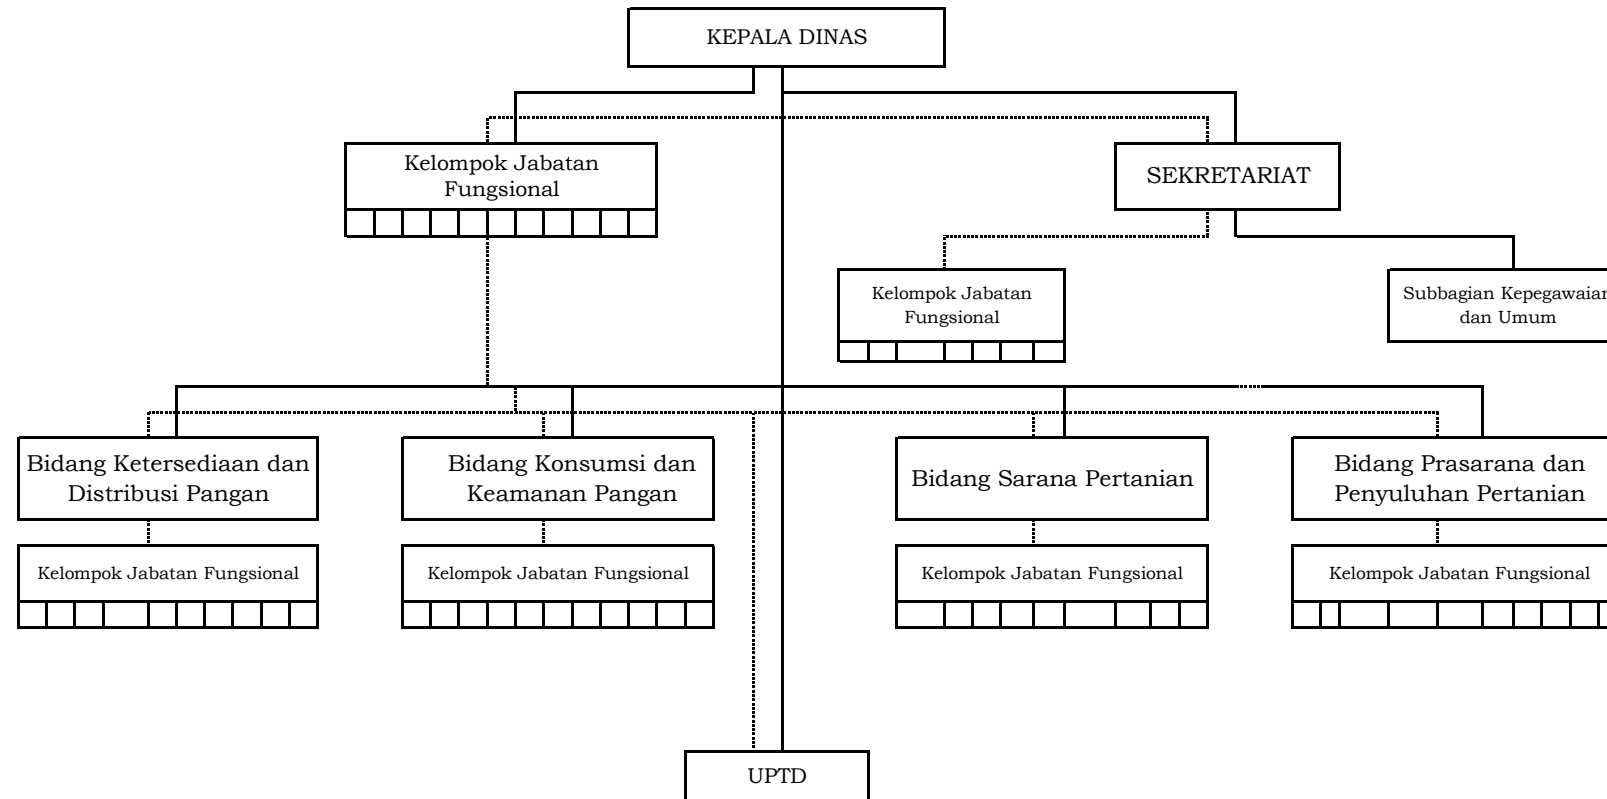 KEPALA DINAS
Kelompok Jabatan
Fungsional
SEKRETARIAT
Kelompok Jabatan
Fungsional
Subbagian Kepegawaian
dan Umum
Bidang Ketersediaan dan
Distribusi Pangan
Bidang Konsumsi dan
Keamanan Pangan
Bidang Sarana Pertanian
Bidang Prasarana dan
Penyuluhan Pertanian
Kelompok Jabatan Fungsional
Kelompok Jabatan Fungsional
Kelompok Jabatan Fungsional
Kelompok Jabatan Fungsional
UPTD